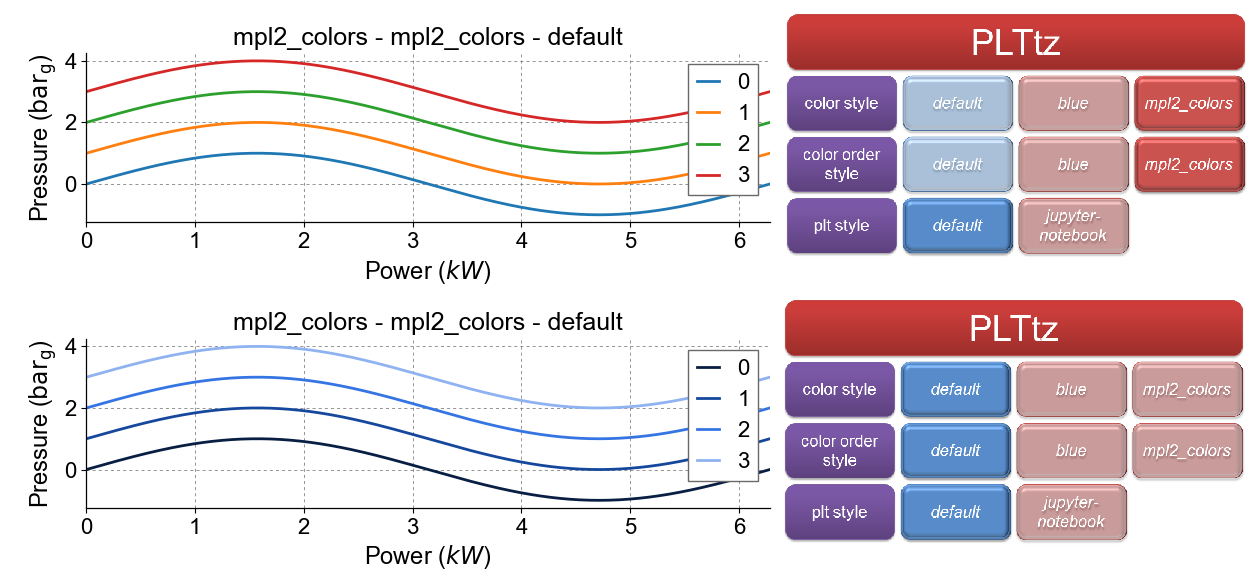 mpl2_colors - mpl2_colors - default
4
2
0
Pressure (bar_g)
0 1 2 3 4 5 6
Power (kW)
0
1
2
3
PLTtz
color style default blue mpl2_colors
color order style default blue mpl2_colors
plt style default jupyter-notebook
mpl2_colors - mpl2_colors - default
4
2
0
Pressure (bar_g)
0 1 2 3 4 5 6
Power (kW)
0
1
2
3
PLTtz
color style default blue mpl2_colors
color order style default blue mpl2_colors
plt style default jupyter-notebook